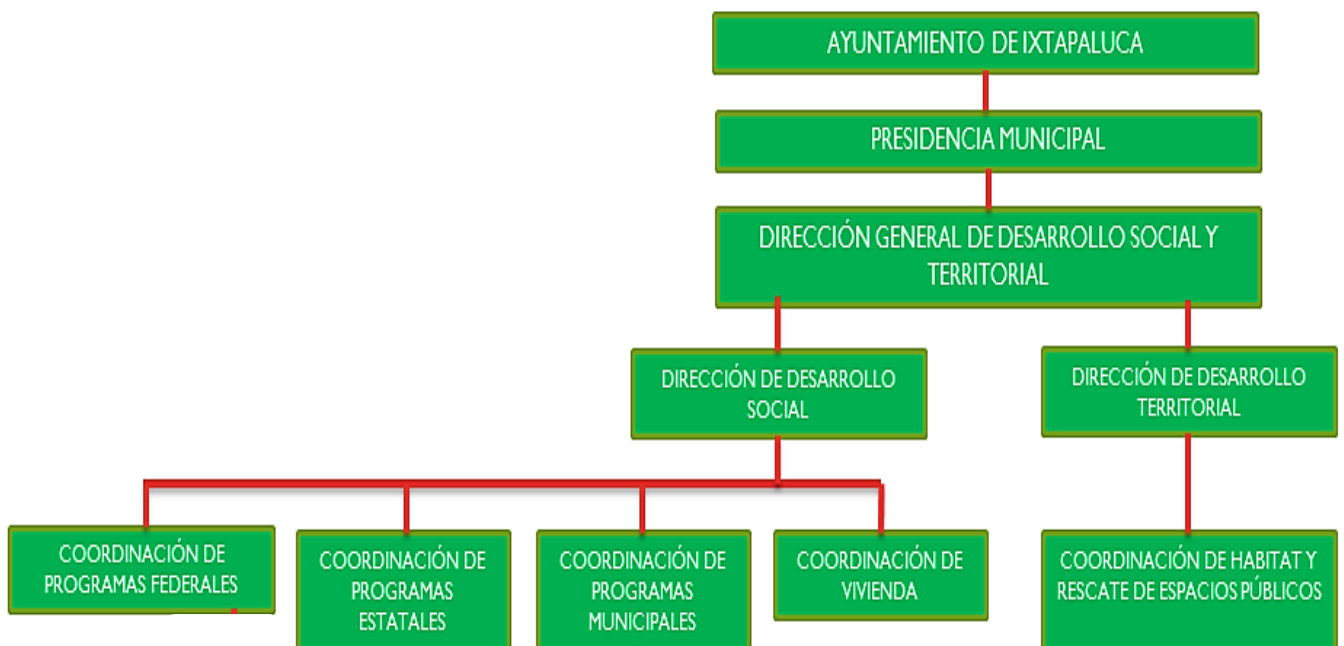 AYUNTAMIENTO DE IXTAPALUCA
PRESIDENCIA MUNICIPAL
DIRECCIÓN GENERAL DE DESARROLLO SOCIAL Y
TERRITORIAL
DIRECCIÓN DE DESARROLLO
SOCIAL
DIRECCIÓN DE DESARROLLO
TERRITORIAL
COORDINACIÓN DE
PROGRAMAS FEDERALES
COORDINACIÓN DE
PROGRAMAS
ESTATALES
COORDINACIÓN DE
PROGRAMAS
MUNICIPALES
COORDINACIÓN DE
VIVIENDA
COORDINACIÓN DE HABITAT Y
RESCATE DE ESPACIOS PÚBLICOS